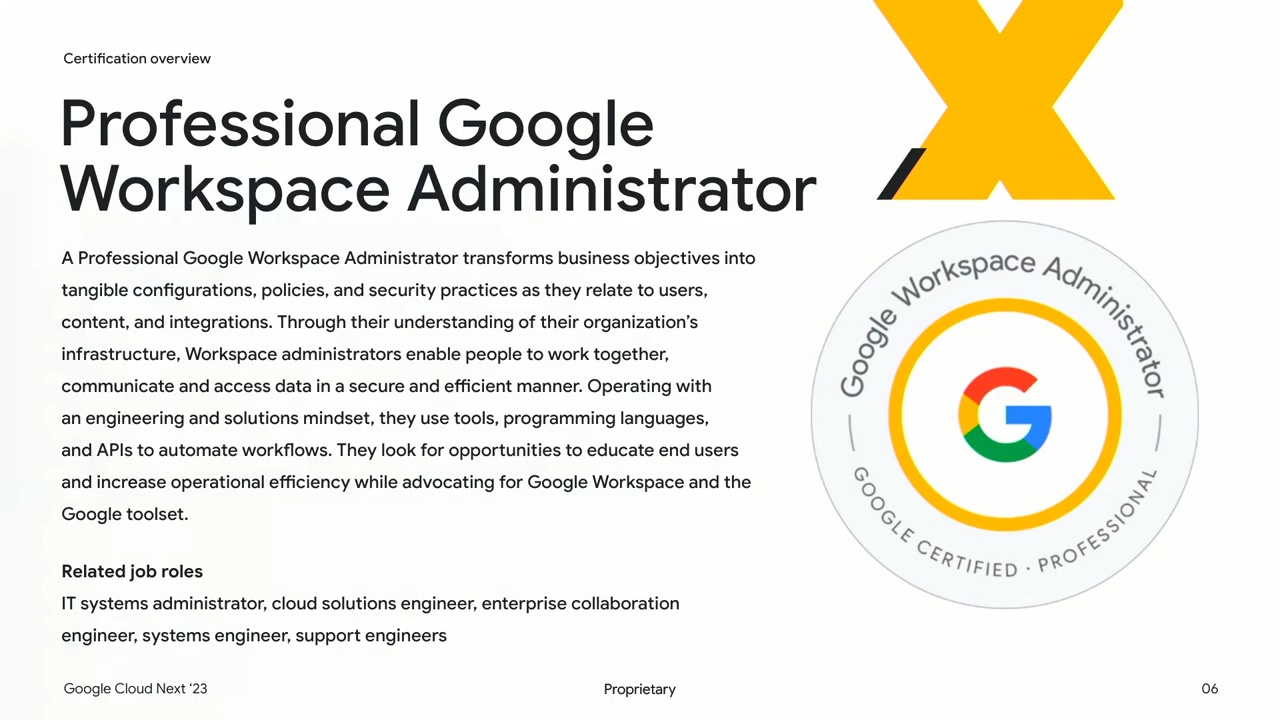 Certification overview
Professional Google
Workspace Administrator
A Professional Google Workspace Administrator transforms business objectives into
tangible configurations, policies, and security practices as they relate to users,
content, and integrations. Through their understanding of their organization’s
infrastructure, Workspace administrators enable people to work together,
communicate and access data in a secure and efficient manner. Operating with
an engineering and solutions mindset, they use tools, programming languages,
and APIs to automate workflows. They look for opportunities to educate end users
and increase operational efficiency while advocating for Google Workspace and the
Google toolset.
Related job roles
IT systems administrator, cloud solutions engineer, enterprise collaboration
engineer, systems engineer, support engineers
Google Workspace Administrator
G
GOOGLE CERTIFIED · PROFESSIONAL
Google Cloud Next ‘23
Proprietary
06